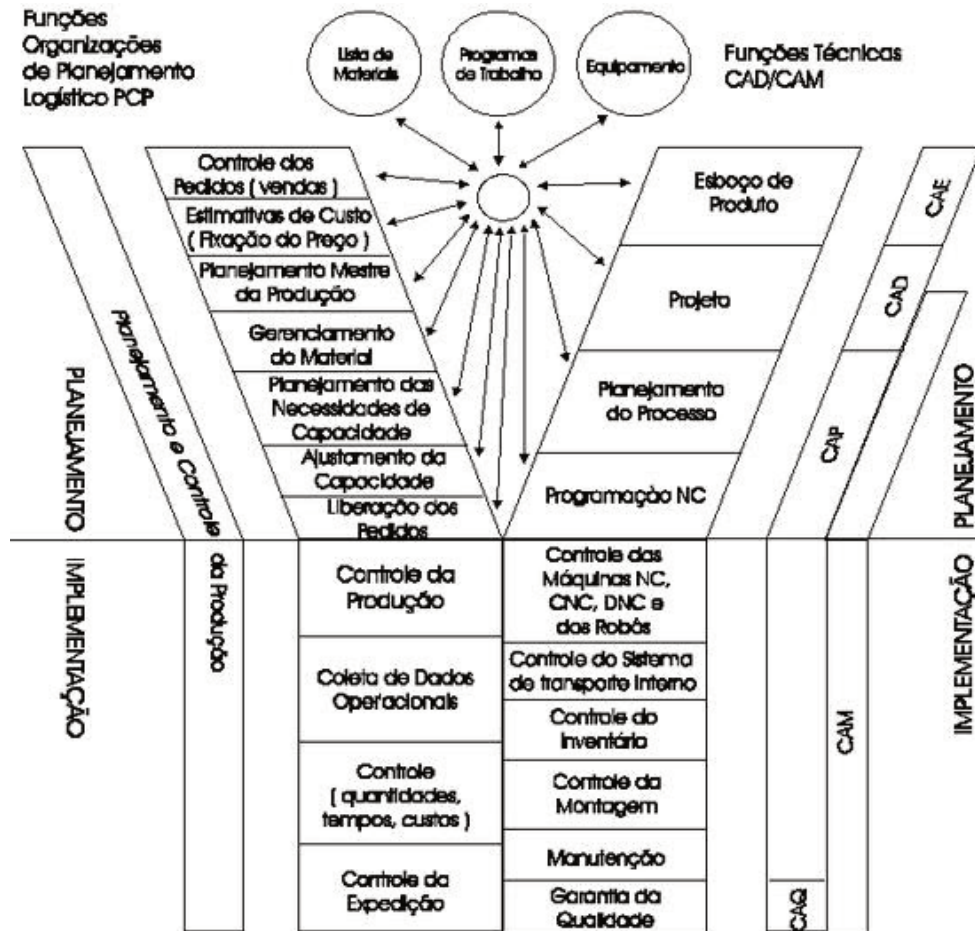 Funções
Organizações
de Planejamento
Logístico PCP
Lista de
Materiais
Programas
de Trabalho
Equipamento
Funções Técnicas
CAD/CAM
Controle dos
Pedidos ( vendas )
Estimativas de Custo
( Fixação do Preço )
Planejamento Mestre
da Produção
Gerenciamento
do Material
Planejamento das
Necessidades de
Capacidade
Ajustamento da
Capacidade
Liberação dos
Pedidos
Esboço de
Produto
Projeto
Planejamento
do Processo
Programaçào NC
CAE
CAD
CAP
PLANEJAMENTO
Planejamento e Controle
da Produção
PLANEJAMENTO
IMPLEMENTAÇÃO
Controle da
Produção
Coleta de Dados
Operacionais
Controle
( quantidades,
tempos, custos )
Controle da
Expedição
Controle das
Máquinas NC,
CNC, DNC e
dos Robôs
Controle do Sistema
de transporte Interno
Controle do
Inventário
Controle da
Montagem
Manutenção
Garantia da
Qualidade
CAQ
CAM
IMPLEMENTAÇÃO